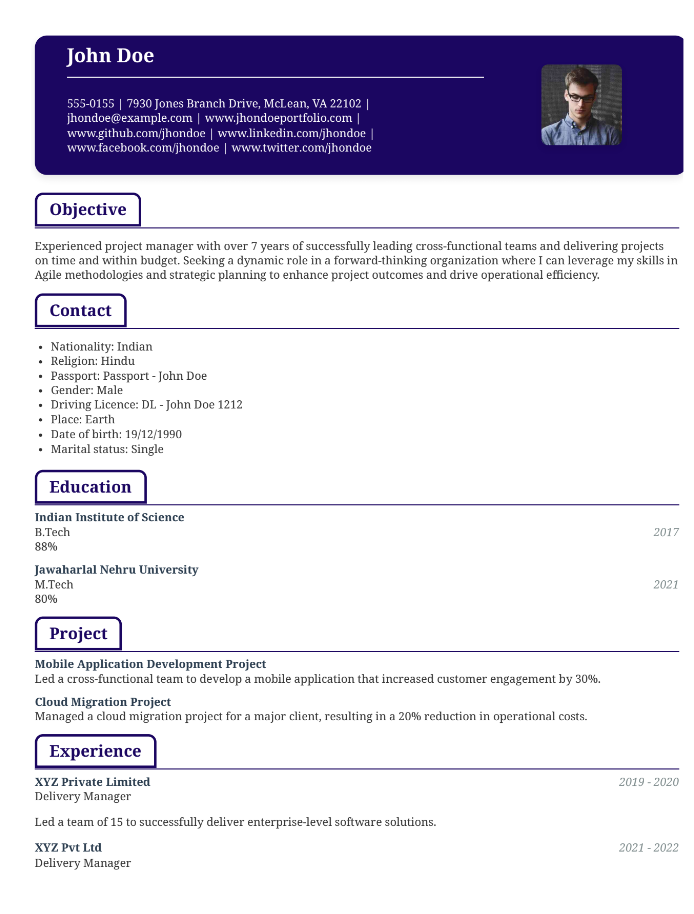 John Doe
555-0155 | 7930 Jones Branch Drive, McLean, VA 22102 |
jhondoe@example.com | www.jhondoeportfolio.com |
www.github.com/jhondoe | www.linkedin.com/jhondoe |
www.facebook.com/jhondoe | www.twitter.com/jhondoe
Objective
Experienced project manager with over 7 years of successfully leading cross-functional teams and delivering projects
on time and within budget. Seeking a dynamic role in a forward-thinking organization where I can leverage my skills in
Agile methodologies and strategic planning to enhance project outcomes and drive operational efficiency.
Contact
• Nationality: Indian
• Religion: Hindu
• Passport: Passport - John Doe
• Gender: Male
• Driving Licence: DL - John Doe 1212
• Place: Earth
• Date of birth: 19/12/1990
• Marital status: Single
Education
Indian Institute of Science
B.Tech 2017
88%
Jawaharlal Nehru University
M.Tech 2021
80%
Project
Mobile Application Development Project
Led a cross-functional team to develop a mobile application that increased customer engagement by 30%.
Cloud Migration Project
Managed a cloud migration project for a major client, resulting in a 20% reduction in operational costs.
Experience
XYZ Private Limited 2019 - 2020
Delivery Manager
Led a team of 15 to successfully deliver enterprise-level software solutions.
XYZ Pvt Ltd 2021 - 2022
Delivery Manager